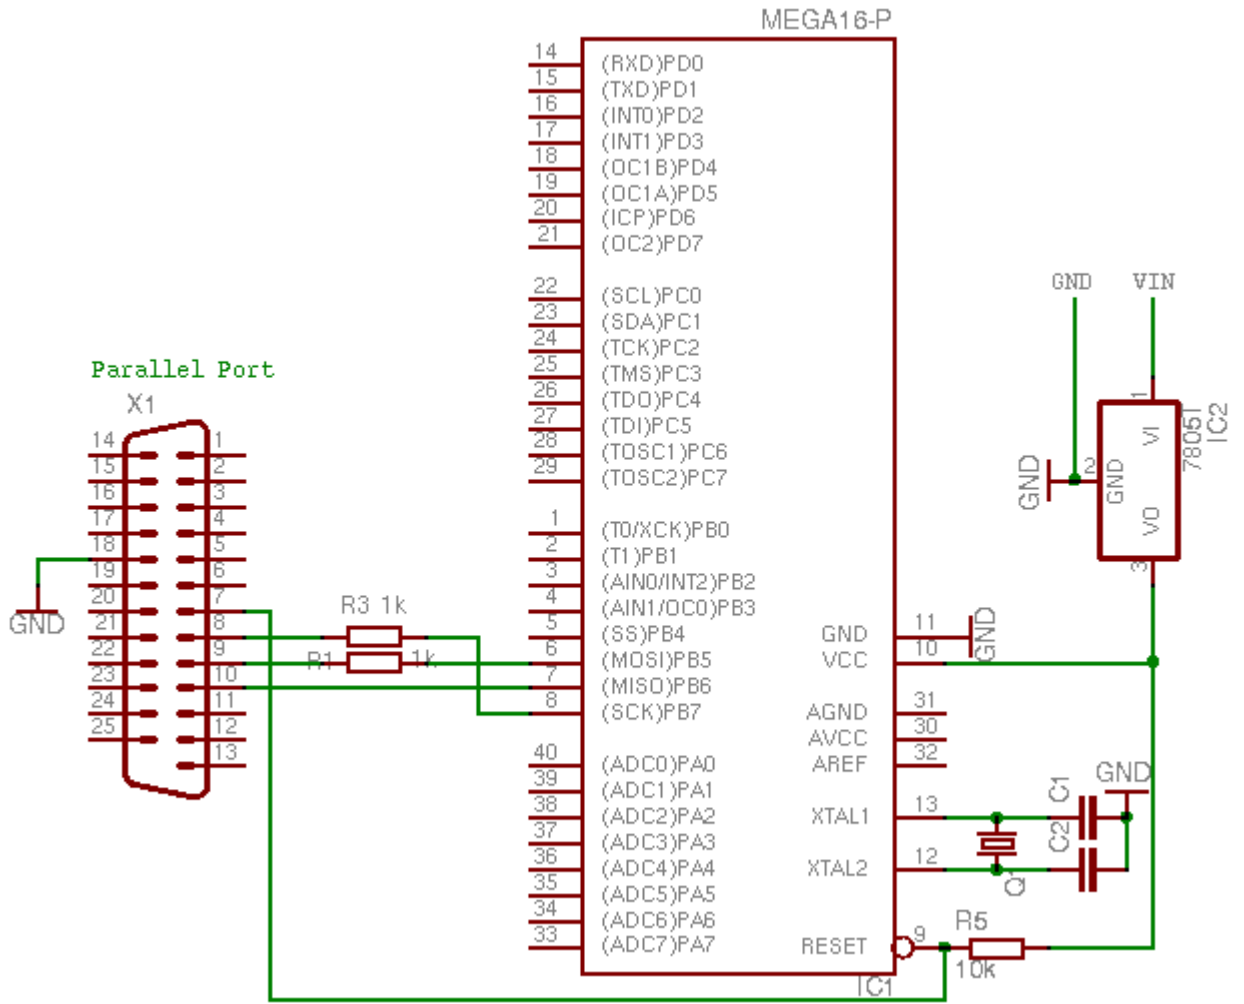 MEGA16-P
14 (RXD)PD0
15 (TXD)PD1
16 (INT0)PD2
17 (INT1)PD3
18 (OC1B)PD4
19 (OC1A)PD5
20 (ICP)PD6
21 (OC2)PD7
22 (SCL)PC0
23 (SDA)PC1
24 (TCK)PC2
25 (TMS)PC3
26 (TDO)PC4
27 (TDI)PC5
28 (TOSC1)PC6
29 (TOSC2)PC7
1 (T0/XCK)PB0
2 (T1)PB1
3 (AIN0/INT2)PB2
4 (AIN1/OC0)PB3
5 (SS)PB4
6 (MOSI)PB5
7 (MISO)PB6
8 (SCK)PB7
40 (ADC0)PA0
39 (ADC1)PA1
38 (ADC2)PA2
37 (ADC3)PA3
36 (ADC4)PA4
35 (ADC5)PA5
34 (ADC6)PA6
33 (ADC7)PA7
GND 11
VCC 10
AGND 31
AVCC 30
AREF 32
XTAL1 13
XTAL2 12
RESET 9
IC1
Parallel Port
X1
14 1
15 2
16 3
17 4
18 5
19 6
20 7
21 8
22 9
23 10
24 11
25 12
13
GND
R3 1k
R1 1k
GND VIN
1
VI
2
GND
GND
VO
3
7805T
IC2
GND
GND
C1
C2
Q
R5
10k